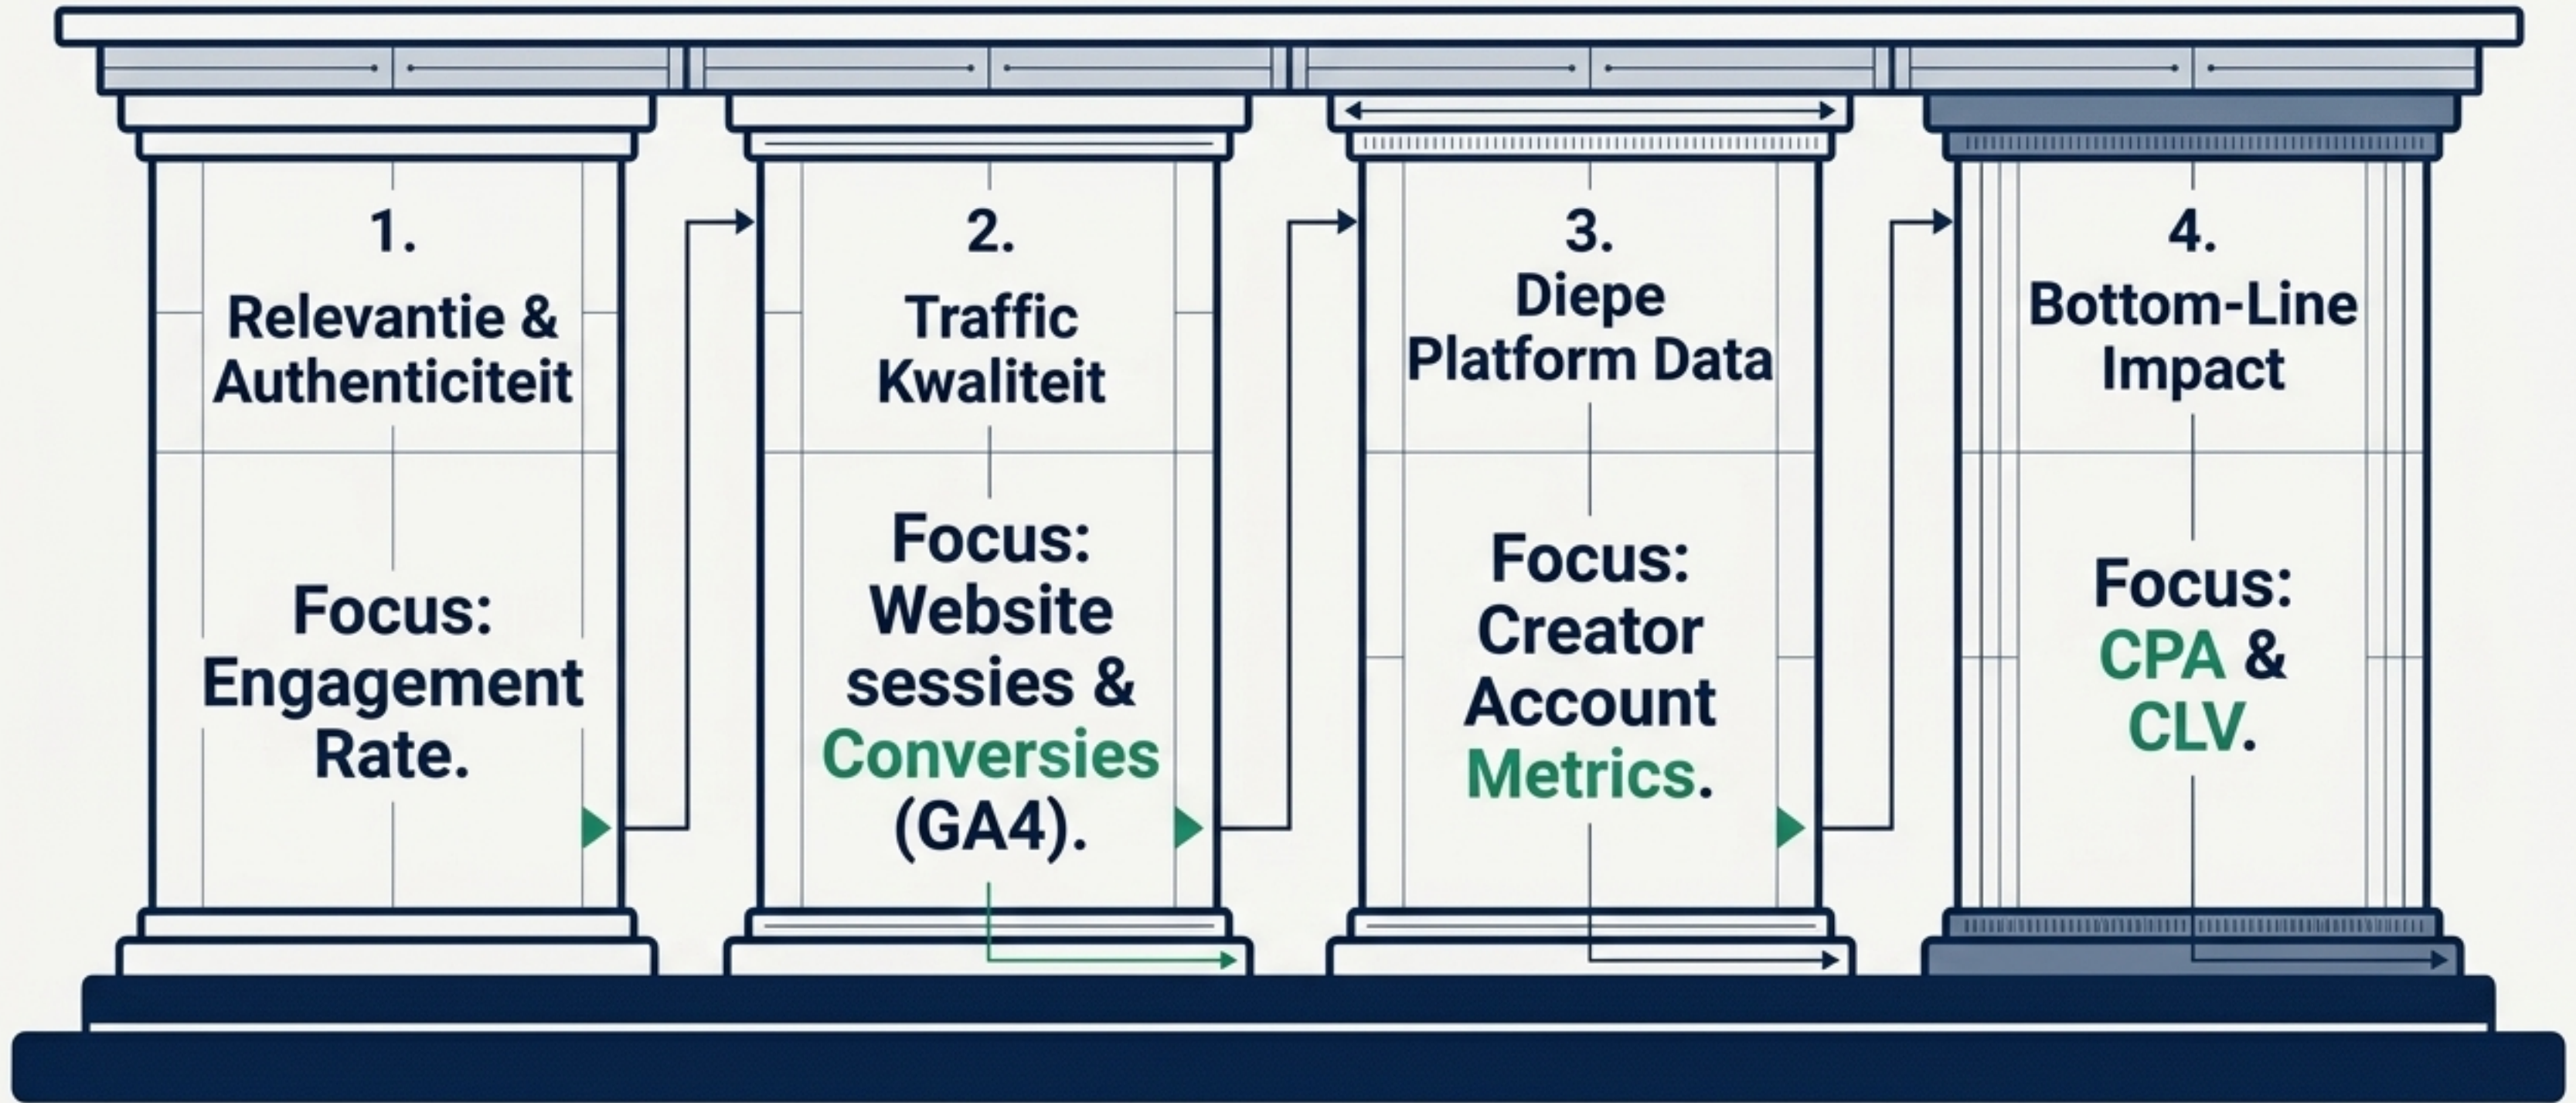 1.
Relevantie &
Authenticiteit
Focus:
Engagement
Rate.
2.
Traffic
Kwaliteit
Focus:
Website
sessies &
Conversies
(GA4).
3.
Diepe
Platform Data
Focus:
Creator
Account
Metrics.
4.
Bottom-Line
Impact
Focus:
CPA &
CLV.